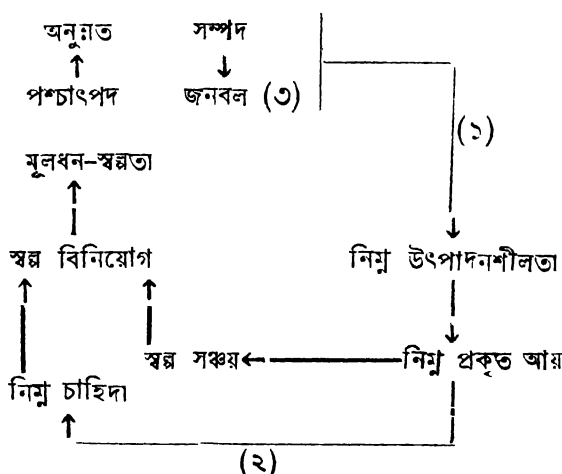 অনুন্নত সম্পদ
পশ্চাৎপদ জনবল (৩)
(১)
মূলধন-স্বল্পতা
স্বল্প বিনিয়োগ নিম্ন উৎপাদনশীলতা
স্বল্প সঞ্চয় নিম্ন প্রকৃত আয়
নিম্ন চাহিদা
(২)